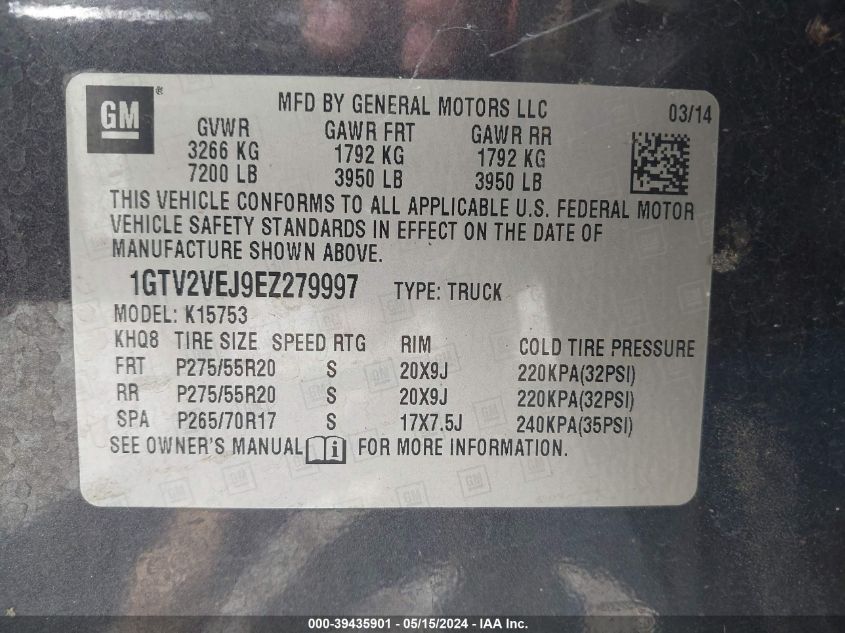 GM®
MFD BY GENERAL MOTORS LLC
03/14
GVWR GAWR FRT GAWR RR
3266 KG 1792 KG 1792 KG
7200 LB 3950 LB 3950 LB
THIS VEHICLE CONFORMS TO ALL APPLICABLE U.S. FEDERAL MOTOR
VEHICLE SAFETY STANDARDS IN EFFECT ON THE DATE OF
MANUFACTURE SHOWN ABOVE.
1GTV2VEJ9EZ279997 TYPE: TRUCK
MODEL: K15753
KHQ8 TIRE SIZE SPEED RTG RIM COLD TIRE PRESSURE
FRT P275/55R20 S 20X9J 220KPA(32PSI)
RR P275/55R20 S 20X9J 220KPA(32PSI)
SPA P265/70R17 S 17X7.5J 240KPA(35PSI)
SEE OWNER'S MANUAL i FOR MORE INFORMATION.
000-39435901 - 05/15/2024 - IAA Inc.